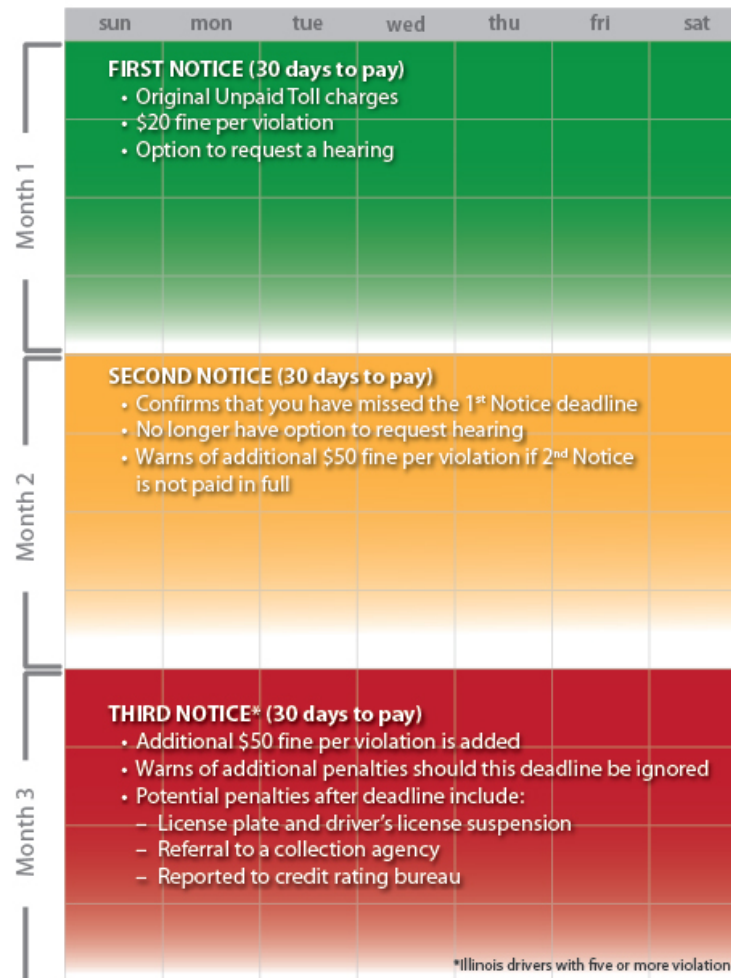 sun mon tue wed thu fri sat
Month 1
FIRST NOTICE (30 days to pay)
• Original Unpaid Toll charges
• $20 fine per violation
• Option to request a hearing
Month 2
SECOND NOTICE (30 days to pay)
• Confirms that you have missed the 1st Notice deadline
• No longer have option to request hearing
• Warns of additional $50 fine per violation if 2nd Notice
is not paid in full
Month 3
THIRD NOTICE* (30 days to pay)
• Additional $50 fine per violation is added
• Warns of additional penalties should this deadline be ignored
• Potential penalties after deadline include:
– License plate and driver's license suspension
– Referral to a collection agency
– Reported to credit rating bureau
*Illinois drivers with five or more violation